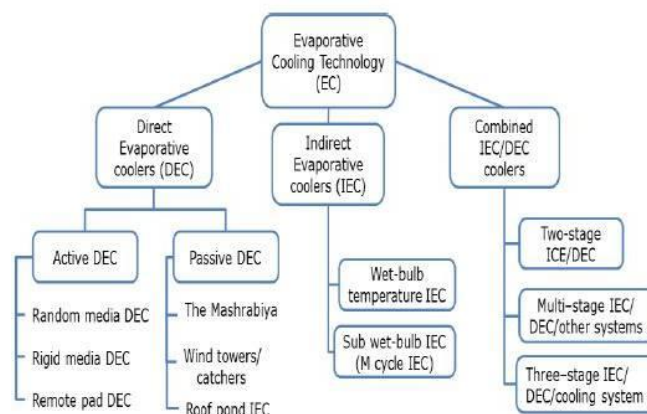 Evaporative
Cooling Technology
(EC)
Direct
Evaporative
coolers (DEC)
Indirect
Evaporative
coolers (IEC)
Combined
IEC/DEC
coolers
Active DEC
Random media DEC
Rigid media DEC
Remote pad DEC
Passive DEC
The Mashrabiya
Wind towers/
catchers
Roof pond IEC
Wet-bulb
temperature IEC
Sub wet-bulb IEC
(M cycle IEC)
Two-stage
ICE/DEC
Multi-stage IEC/
DEC/other systems
Three-stage IEC/
DEC/cooling system